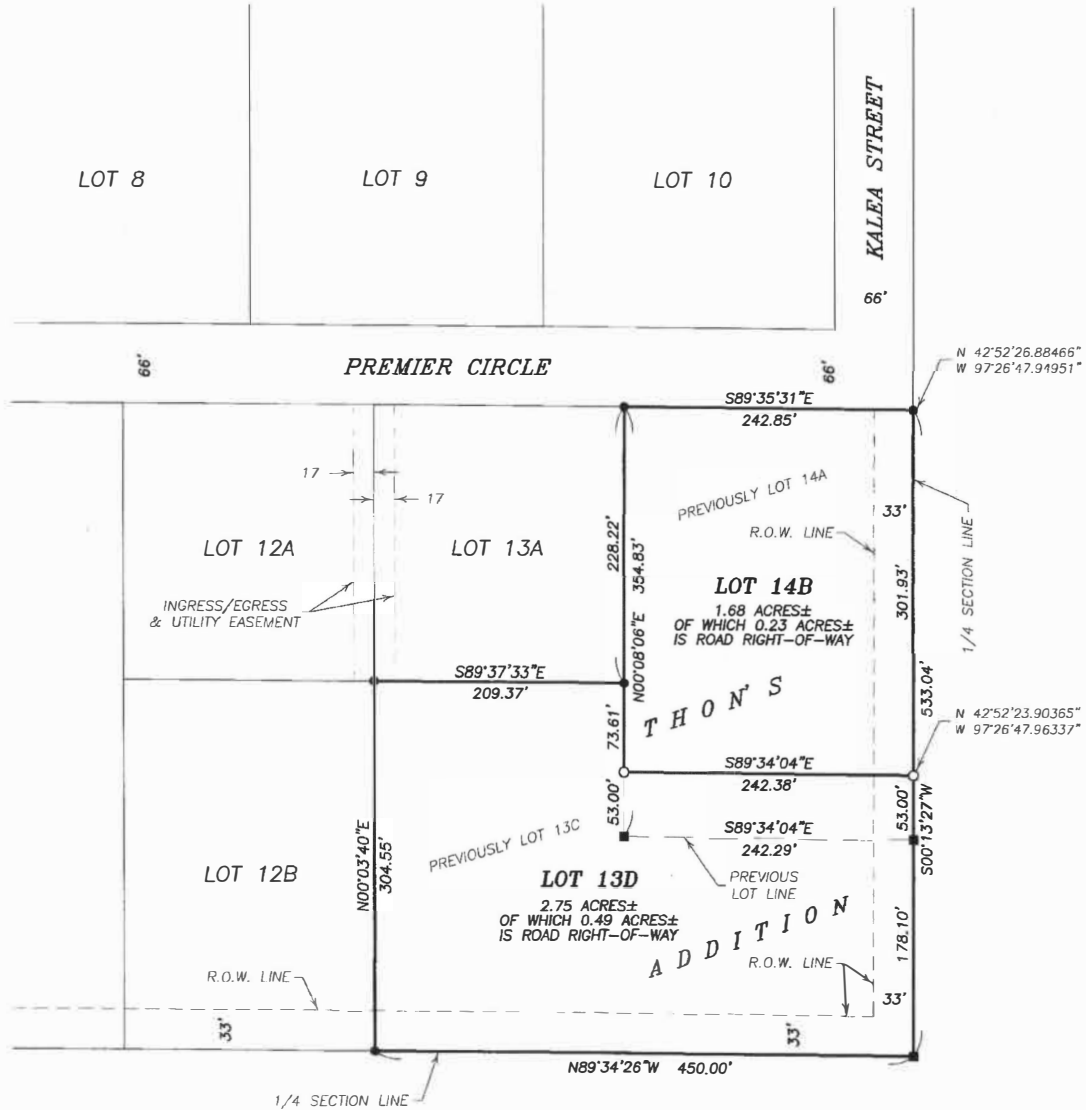 LOT 8
LOT 9
LOT 10
KALEA STREET
66'
66'
PREMIER CIRCLE
66'
N 42°52'26.88466"
W 97°26'47.94951"
S89°35'31"E
242.85'
17
17
PREVIOUSLY LOT 14A
33'
R.O.W. LINE
LOT 12A
LOT 13A
228.22'
354.83'
N00°08'06"E
301.93'
1/4 SECTION LINE
INGRESS/EGRESS
& UTILITY EASEMENT
LOT 14B
1.68 ACRES±
OF WHICH 0.23 ACRES±
IS ROAD RIGHT-OF-WAY
S89°37'33"E
209.37'
THON'S
533.04'
73.61'
N 42°52'23.90365"
W 97°26'47.96337"
S89°34'04"E
242.38'
53.00'
53.00'
S00°13'27"W
S89°34'04"E
242.29'
PREVIOUSLY LOT 13C
PREVIOUS
LOT LINE
LOT 12B
N00°03'40"E
304.55'
LOT 13D
2.75 ACRES±
OF WHICH 0.49 ACRES±
IS ROAD RIGHT-OF-WAY
ADDITION
178.10'
R.O.W. LINE
R.O.W. LINE
33'
33'
33'
N89°34'26"W 450.00'
1/4 SECTION LINE